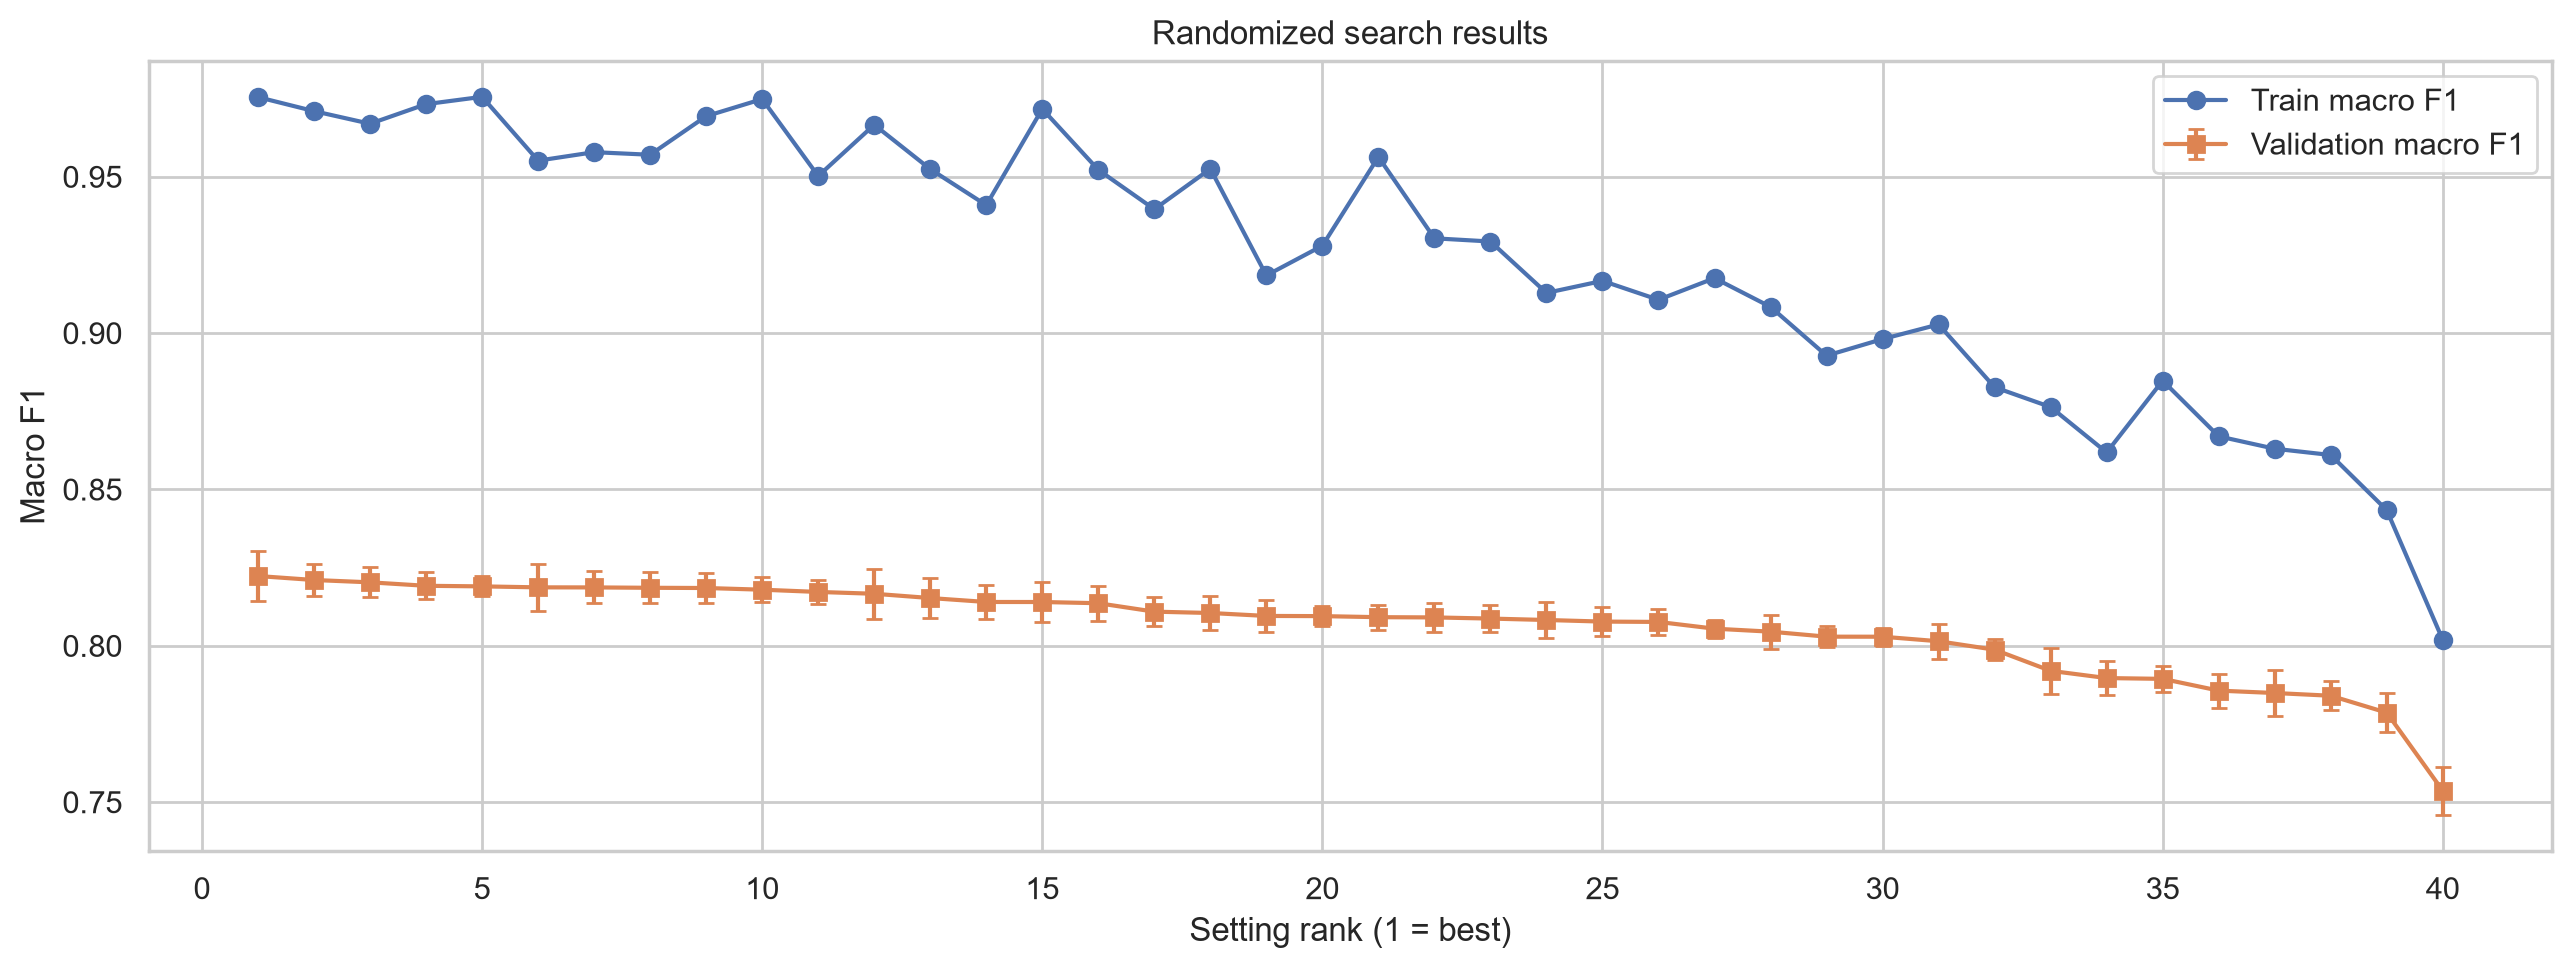 Randomized search results
Train macro F1
Validation macro F1
Macro F1
0.95
0.90
0.85
0.80
0.75
0 5 10 15 20 25 30 35 40
Setting rank (1 = best)